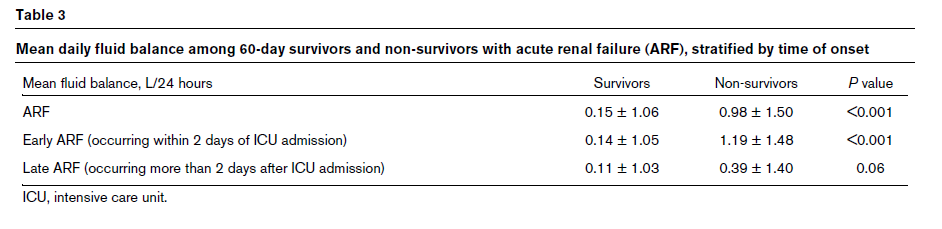 Table 3
Mean daily fluid balance among 60-day survivors and non-survivors with acute renal failure (ARF), stratified by time of onset
Mean fluid balance, L/24 hours Survivors Non-survivors P value
ARF 0.15 ± 1.06 0.98 ± 1.50 <0.001
Early ARF (occurring within 2 days of ICU admission) 0.14 ± 1.05 1.19 ± 1.48 <0.001
Late ARF (occurring more than 2 days after ICU admission) 0.11 ± 1.03 0.39 ± 1.40 0.06
ICU, intensive care unit.